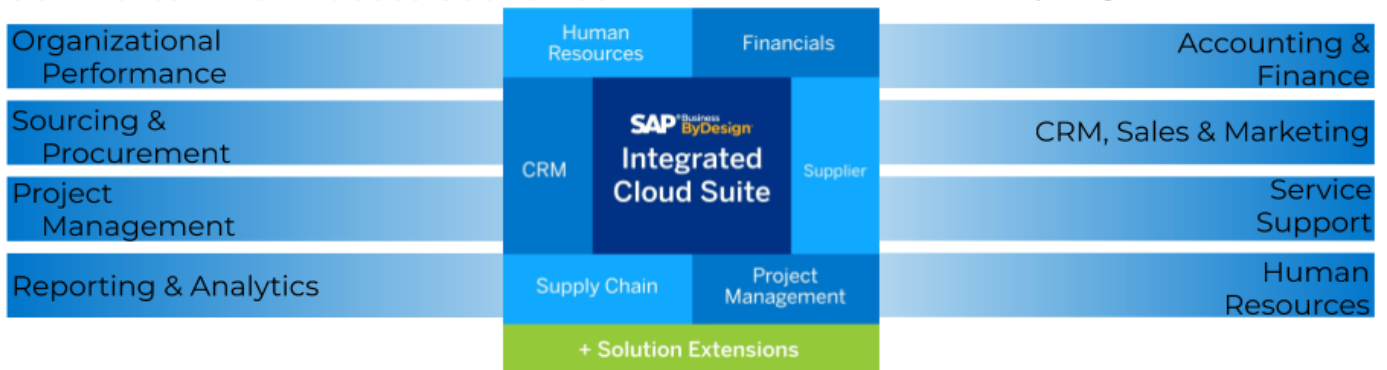 Organizational
Performance
Sourcing &
Procurement
Project
Management
Reporting & Analytics
Human
Resources
Financials
CRM
SAP Business
ByDesign
Integrated
Cloud Suite
Supplier
Supply Chain
Project
Management
+ Solution Extensions
Accounting &
Finance
CRM, Sales & Marketing
Service
Support
Human
Resources